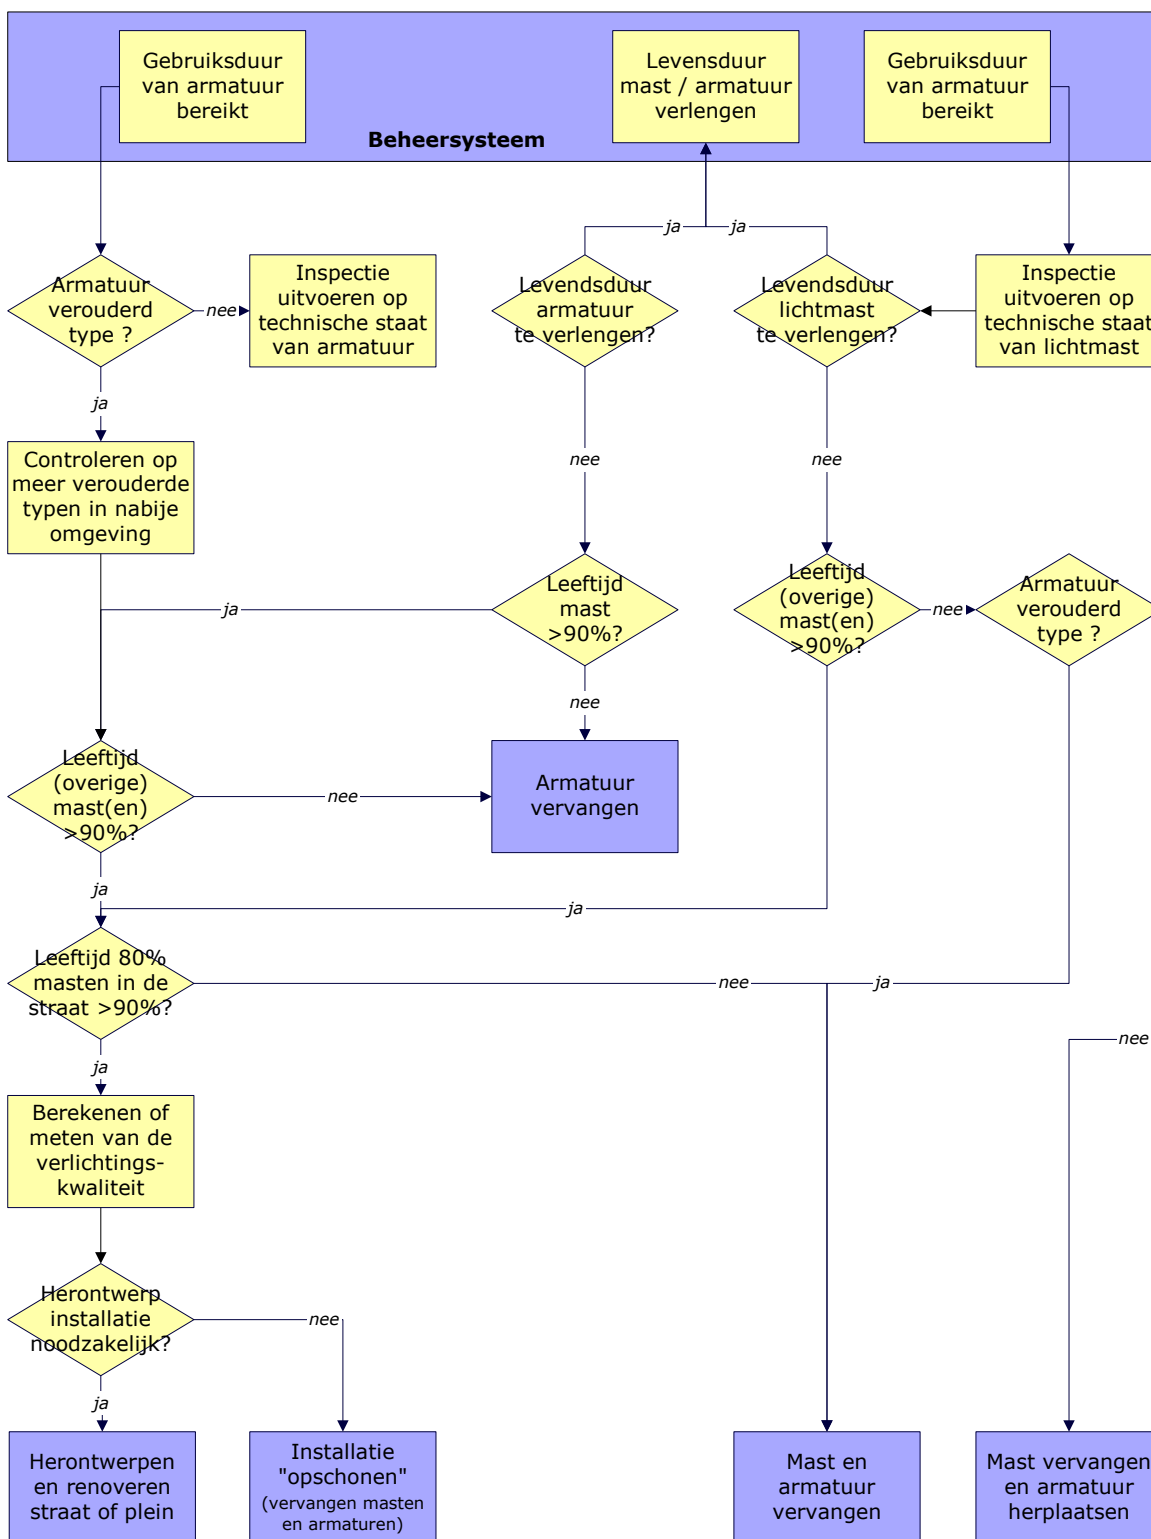 Gebruiksduur
van armatuur
bereikt
Levensduur
mast / armatuur
verlengen
Gebruiksduur
van armatuur
bereikt
Beheersysteem
ja
ja
Armatuur
verouderd
type ?
nee
Inspectie
uitvoeren op
technische staat
van armatuur
Levendsduur
armatuur
te verlengen?
Levendsduur
lichtmast
te verlengen?
Inspectie
uitvoeren op
technische staat
van lichtmast
ja
nee
nee
Controleren op
meer verouderde
typen in nabije
omgeving
ja
Leeftijd
mast
>90%?
Leeftijd
(overige)
mast(en)
>90%?
nee
Armatuur
verouderd
type ?
nee
Leeftijd
(overige)
mast(en)
>90%?
nee
Armatuur
vervangen
ja
ja
Leeftijd 80%
masten in de
straat >90%?
nee
ja
ja
nee
Berekenen of
meten van de
verlichtings-
kwaliteit
Herontwerp
installatie
noodzakelijk?
nee
ja
Herontwerpen
en renoveren
straat of plein
Installatie
"opschonen"
(vervangen masten
en armaturen)
Mast en
armatuur
vervangen
Mast vervangen
en armatuur
herplaatsen